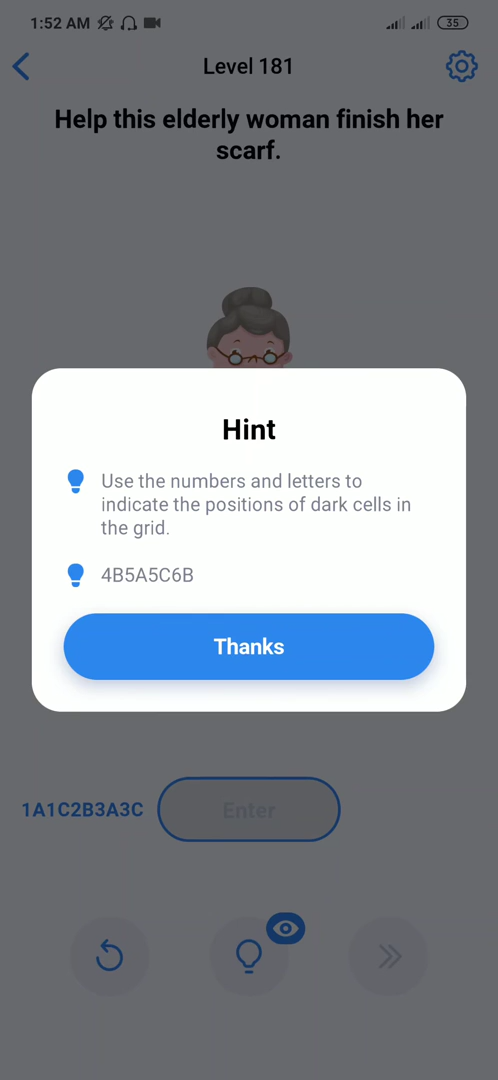 1:52 AM 35
Level 181
Help this elderly woman finish her
scarf.
Hint
Use the numbers and letters to
indicate the positions of dark cells in
the grid.
4B5A5C6B
Thanks
1A1C2B3A3C Enter